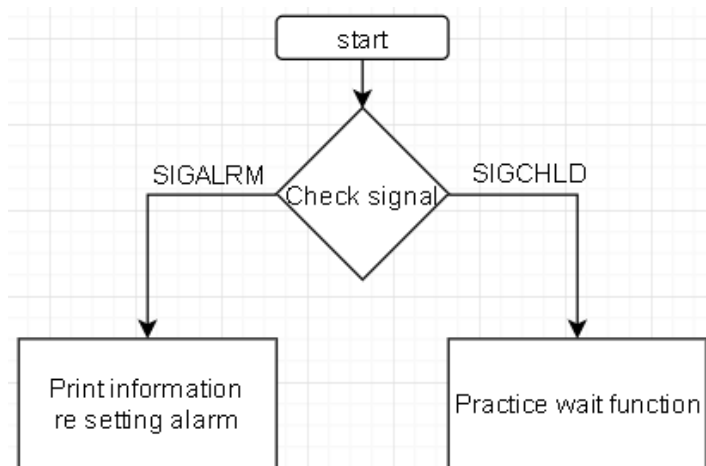 start
SIGALRM
SIGCHLD
Check signal
Print information
re setting alarm
Practice wait function